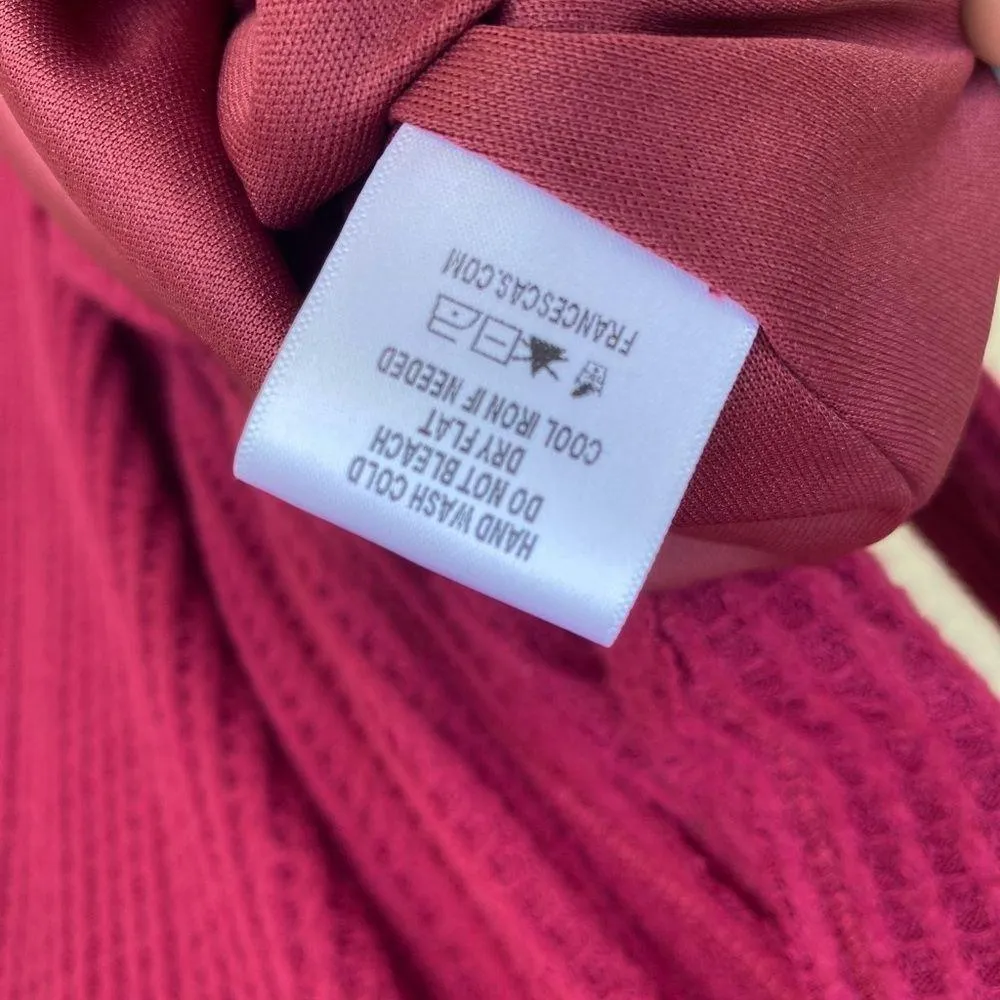 HAND WASH COLD
DO NOT BLEACH
DRY FLAT
COOL IRON IF NEEDED
FRANCESCAS.COM